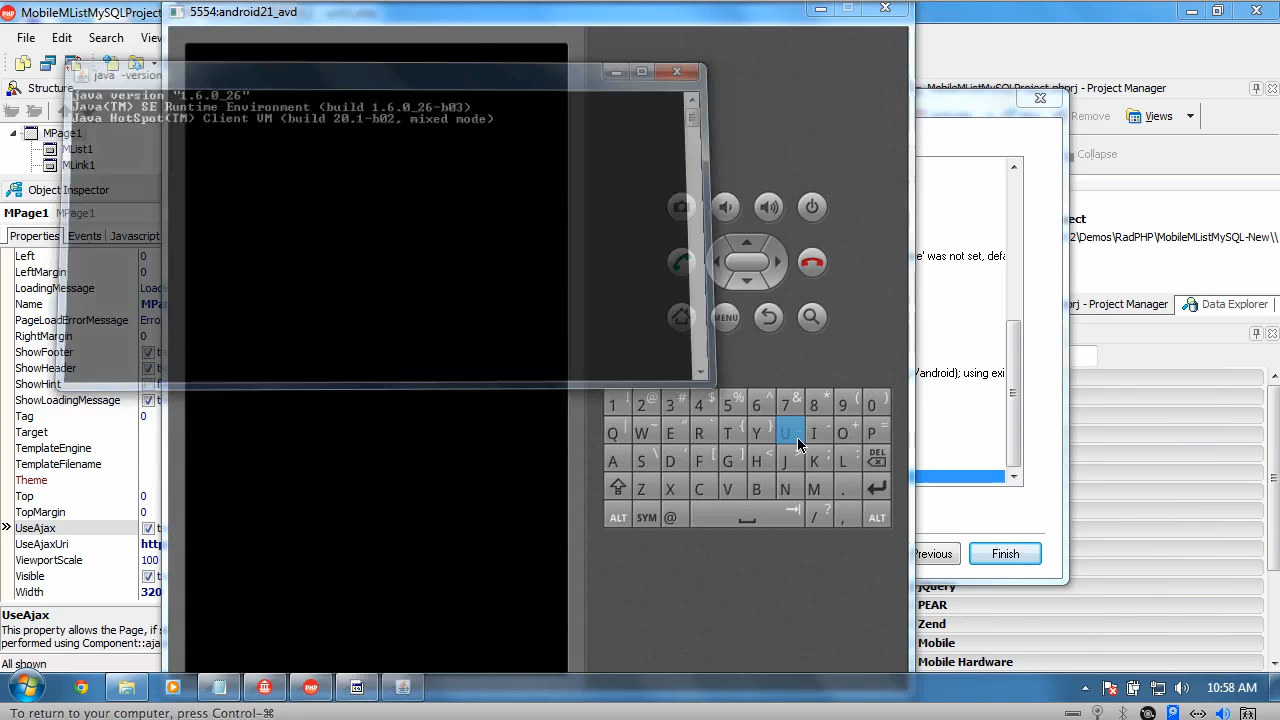 MobileMListMySQLProject
5554:android21_avd
File Edit Search
java -version
java version "1.6.0_26"
Java(TM) SE Runtime Environment (build 1.6.0_26-b03)
Java HotSpot(TM) Client VM (build 20.1-b02, mixed mode)
Structure
MPage1
MList1
MLink1
Object Inspector
MPage1 MPage1
Properties Events Javascript
Left 0
LeftMargin 0
LoadingMessage Load
Name MPa
PageLoadErrorMessage Erro
RightMargin 0
ShowFooter
ShowHeader
ShowHint
ShowLoadingMessage
Tag 0
Target
TemplateEngine
TemplateFilename
Theme
Top 0
TopMargin 0
UseAjax
UseAjaxUri http
ViewportScale 100
Visible
Width 320
UseAjax
This property allows the Page, if s
performed using Component::aja
All shown
MENU
1 ! 2 @ 3 # 4 $ 5 % 6 ^ 7 & 8 * 9 ( 0 )
Q | W ~ E " R ` T { Y } U _ I - O + P =
A S \ D ' F [ G ] H < J > K ; L : DEL
Z X C V B N M .
ALT SYM @ / ? , ALT
- Project Manager
Remove Views
Collapse
2\Demos\RadPHP\MobileMListMySQL-New\\
e' was not set, defa
- Project Manager Data Explorer
/android); using exi
Previous Finish
jQuery
PEAR
Zend
Mobile
Mobile Hardware
10:58 AM
To return to your computer, press Control-⌘